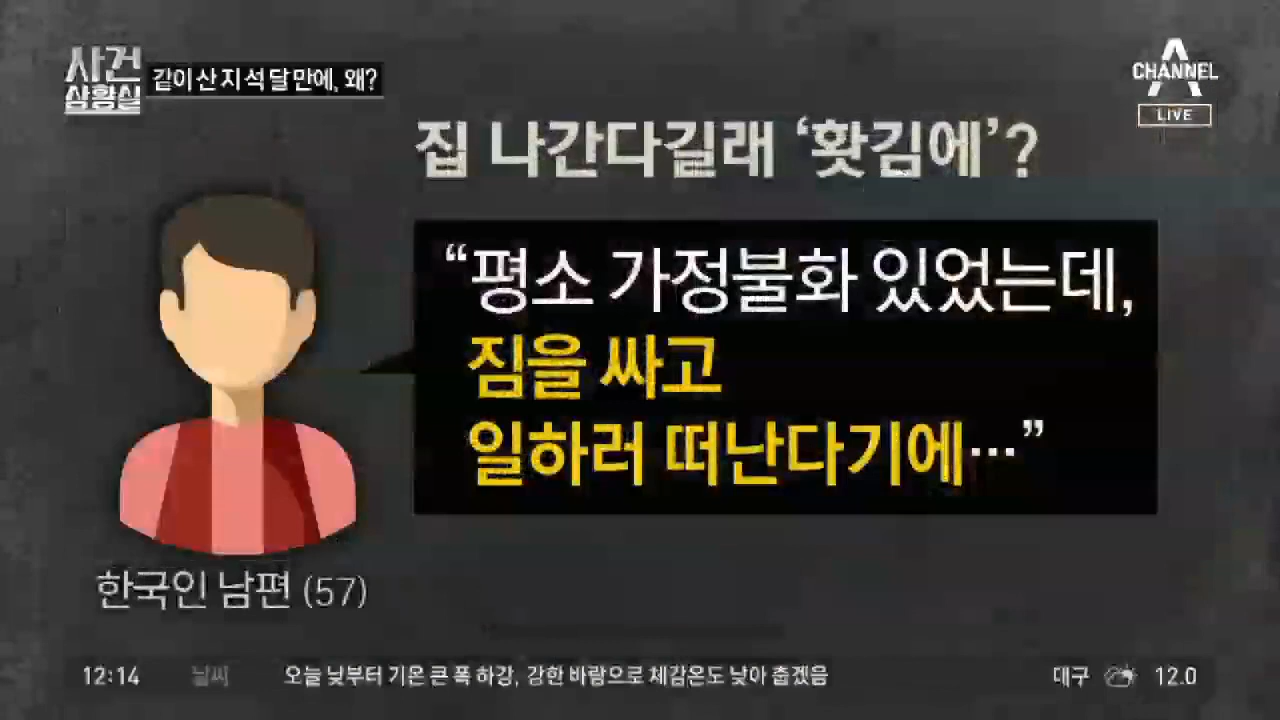 사건
상황실
같이 산 지 석 달 만에, 왜?
CHANNEL A
LIVE
집 나간다길래 ‘홧김에’?
“평소 가정불화 있었는데,
짐을 싸고
일하러 떠난다기에…”
한국인 남편 (57)
12:14 날씨 오늘 낮부터 기온 큰 폭 하강, 강한 바람으로 체감온도 낮아 춥겠음 대구 12.0